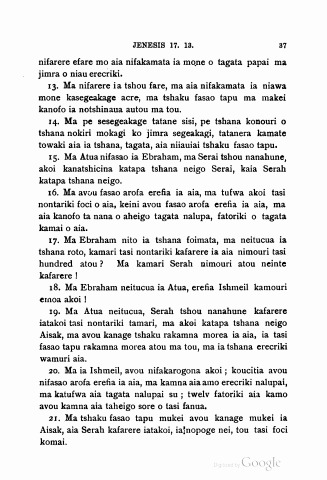 JENESIS 17. 13. 37
nifarere efare mo aia nifakamata ia mone o tagata papai ma
jimra o niau erecriki.
13. Ma nifarere ia tshou fare, ma aia nifakamata ia niawa
mone kasegeakage acre, ma tshaku fasao tapu ma makei
kanofo ia notshinaua autou ma tou.
14. Ma pe sesegeakage tatane sisi, pe tshana konouri o
tshana nokiri mokagi ko jimra segeakagi, tatanera kamate
towaki aia ia tshana, tagata, aia niiauiai tshaku fasao tapu.
15. Ma Atua nifasao ia Ebraham, ma Serai tshou nanahune,
akoi kanatshicina katapa tshana neigo Serai, kaia Serah
katapa tshana neigo.
16. Ma avou fasao arofa erefia ia aia, ma tufwa akoi tasi
nontariki foci o aia, keini avou fasao arofa erefia ia aia, ma
aia kanofo ta nana o aheigo tagata nalupa, fatoriki o tagata
kamai o aia.
17. Ma Ebraham nito ia tshana foimata, ma neitucua ia
tshana roto, kamari tasi nontariki kafarere ia aia nimouri tasi
hundred atou? Ma kamari Serah nimouri atou neinte
kafarere!
18. Ma Ebraham neitucua ia Atua, erefia Ishmeil kamouri
emoa akoi!
19. Ma Atua neitucua, Serah tshou nanahune kafarere
iatakoi tasi nontariki tamari, ma akoi katapa tshana neigo
Aisak, ma avou kanage tshaku rakamna morea ia aia, ia tasi
fasao tapu rakamna morea atou ma tou, ma ia tshana erecriki
wamuri aia.
20. Ma ia Ishmeil, avou nifakarogona akoi; koucitia avou
nifasao arofa erefia ia aia, ma kamna aia amo erecriki nalupai,
ma katufwa aia tagata nalupai su; twelv fatoriki aia kamo
avou kamna aia taheigo sore o tasi fanua.
21. Ma tshaku fasao tapu mukei avou kanage mukei ia
Aisak, aia Serah kafarere iatakoi, ia nopoge nei, tou tasi foci
komai.
Digitized by Google